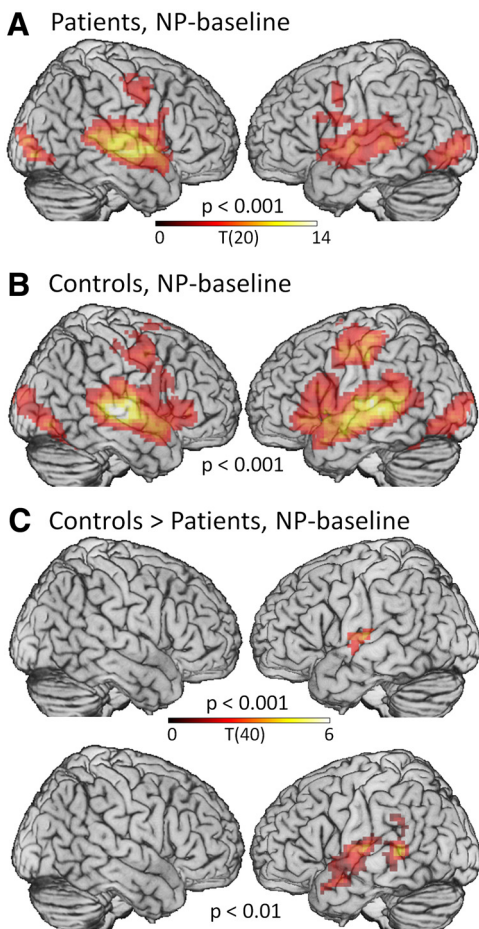 A Patients, NP-baseline
p < 0.001
0 T(20) 14
B Controls, NP-baseline
p < 0.001
C Controls > Patients, NP-baseline
p < 0.001
0 T(40) 6
p < 0.01